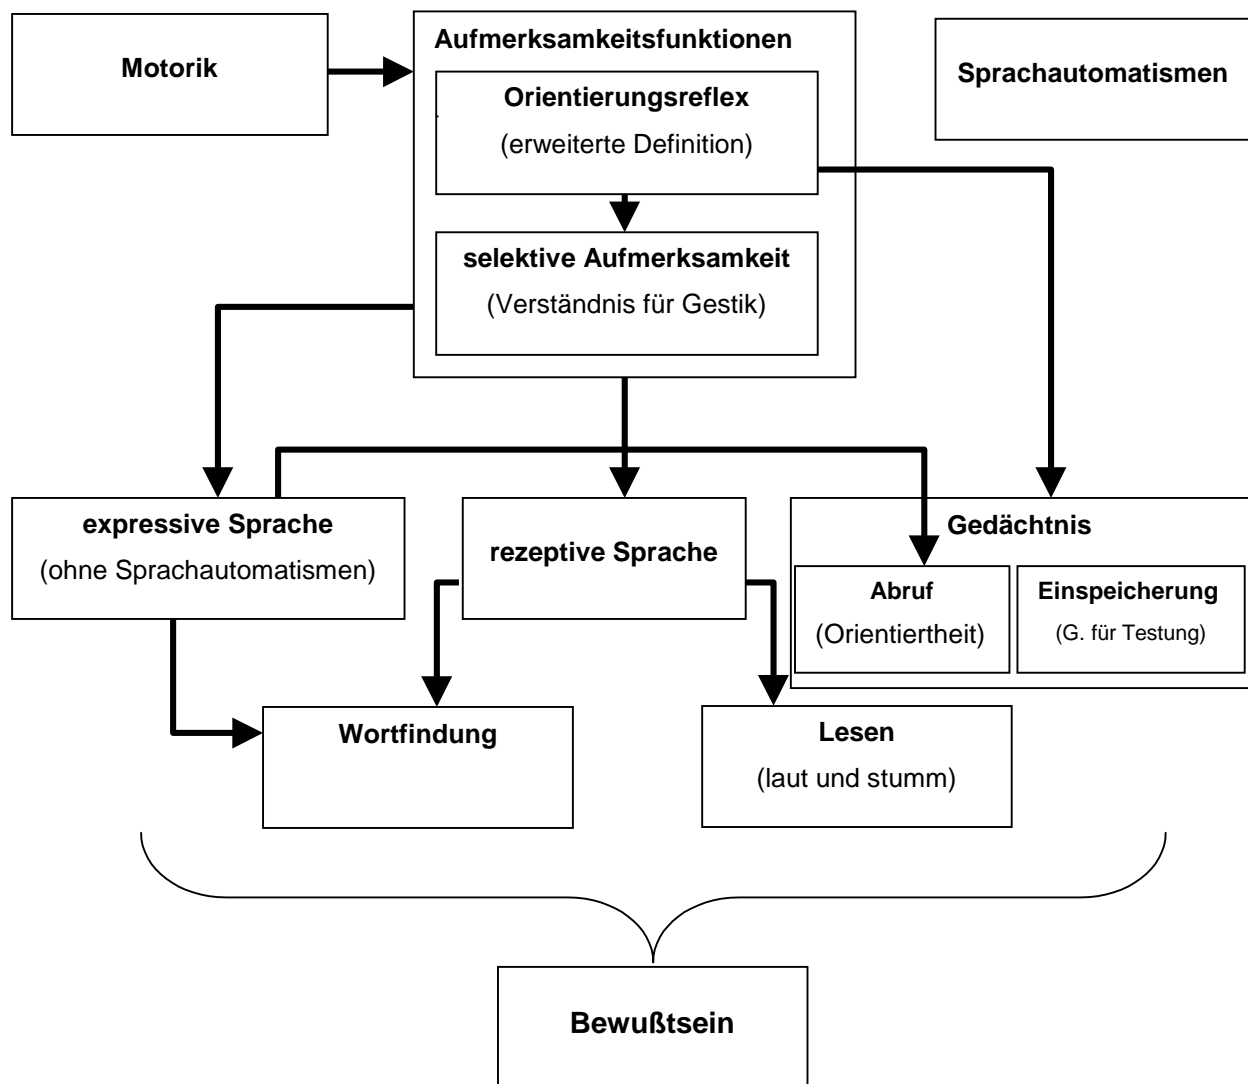 Motorik
Aufmerksamkeitsfunktionen
Orientierungsreflex
(erweiterte Definition)
selektive Aufmerksamkeit
(Verständnis für Gestik)
Sprachautomatismen
expressive Sprache
(ohne Sprachautomatismen)
rezeptive Sprache
Gedächtnis
Abruf
(Orientiertheit)
Einspeicherung
(G. für Testung)
Wortfindung
Lesen
(laut und stumm)
Bewußtsein